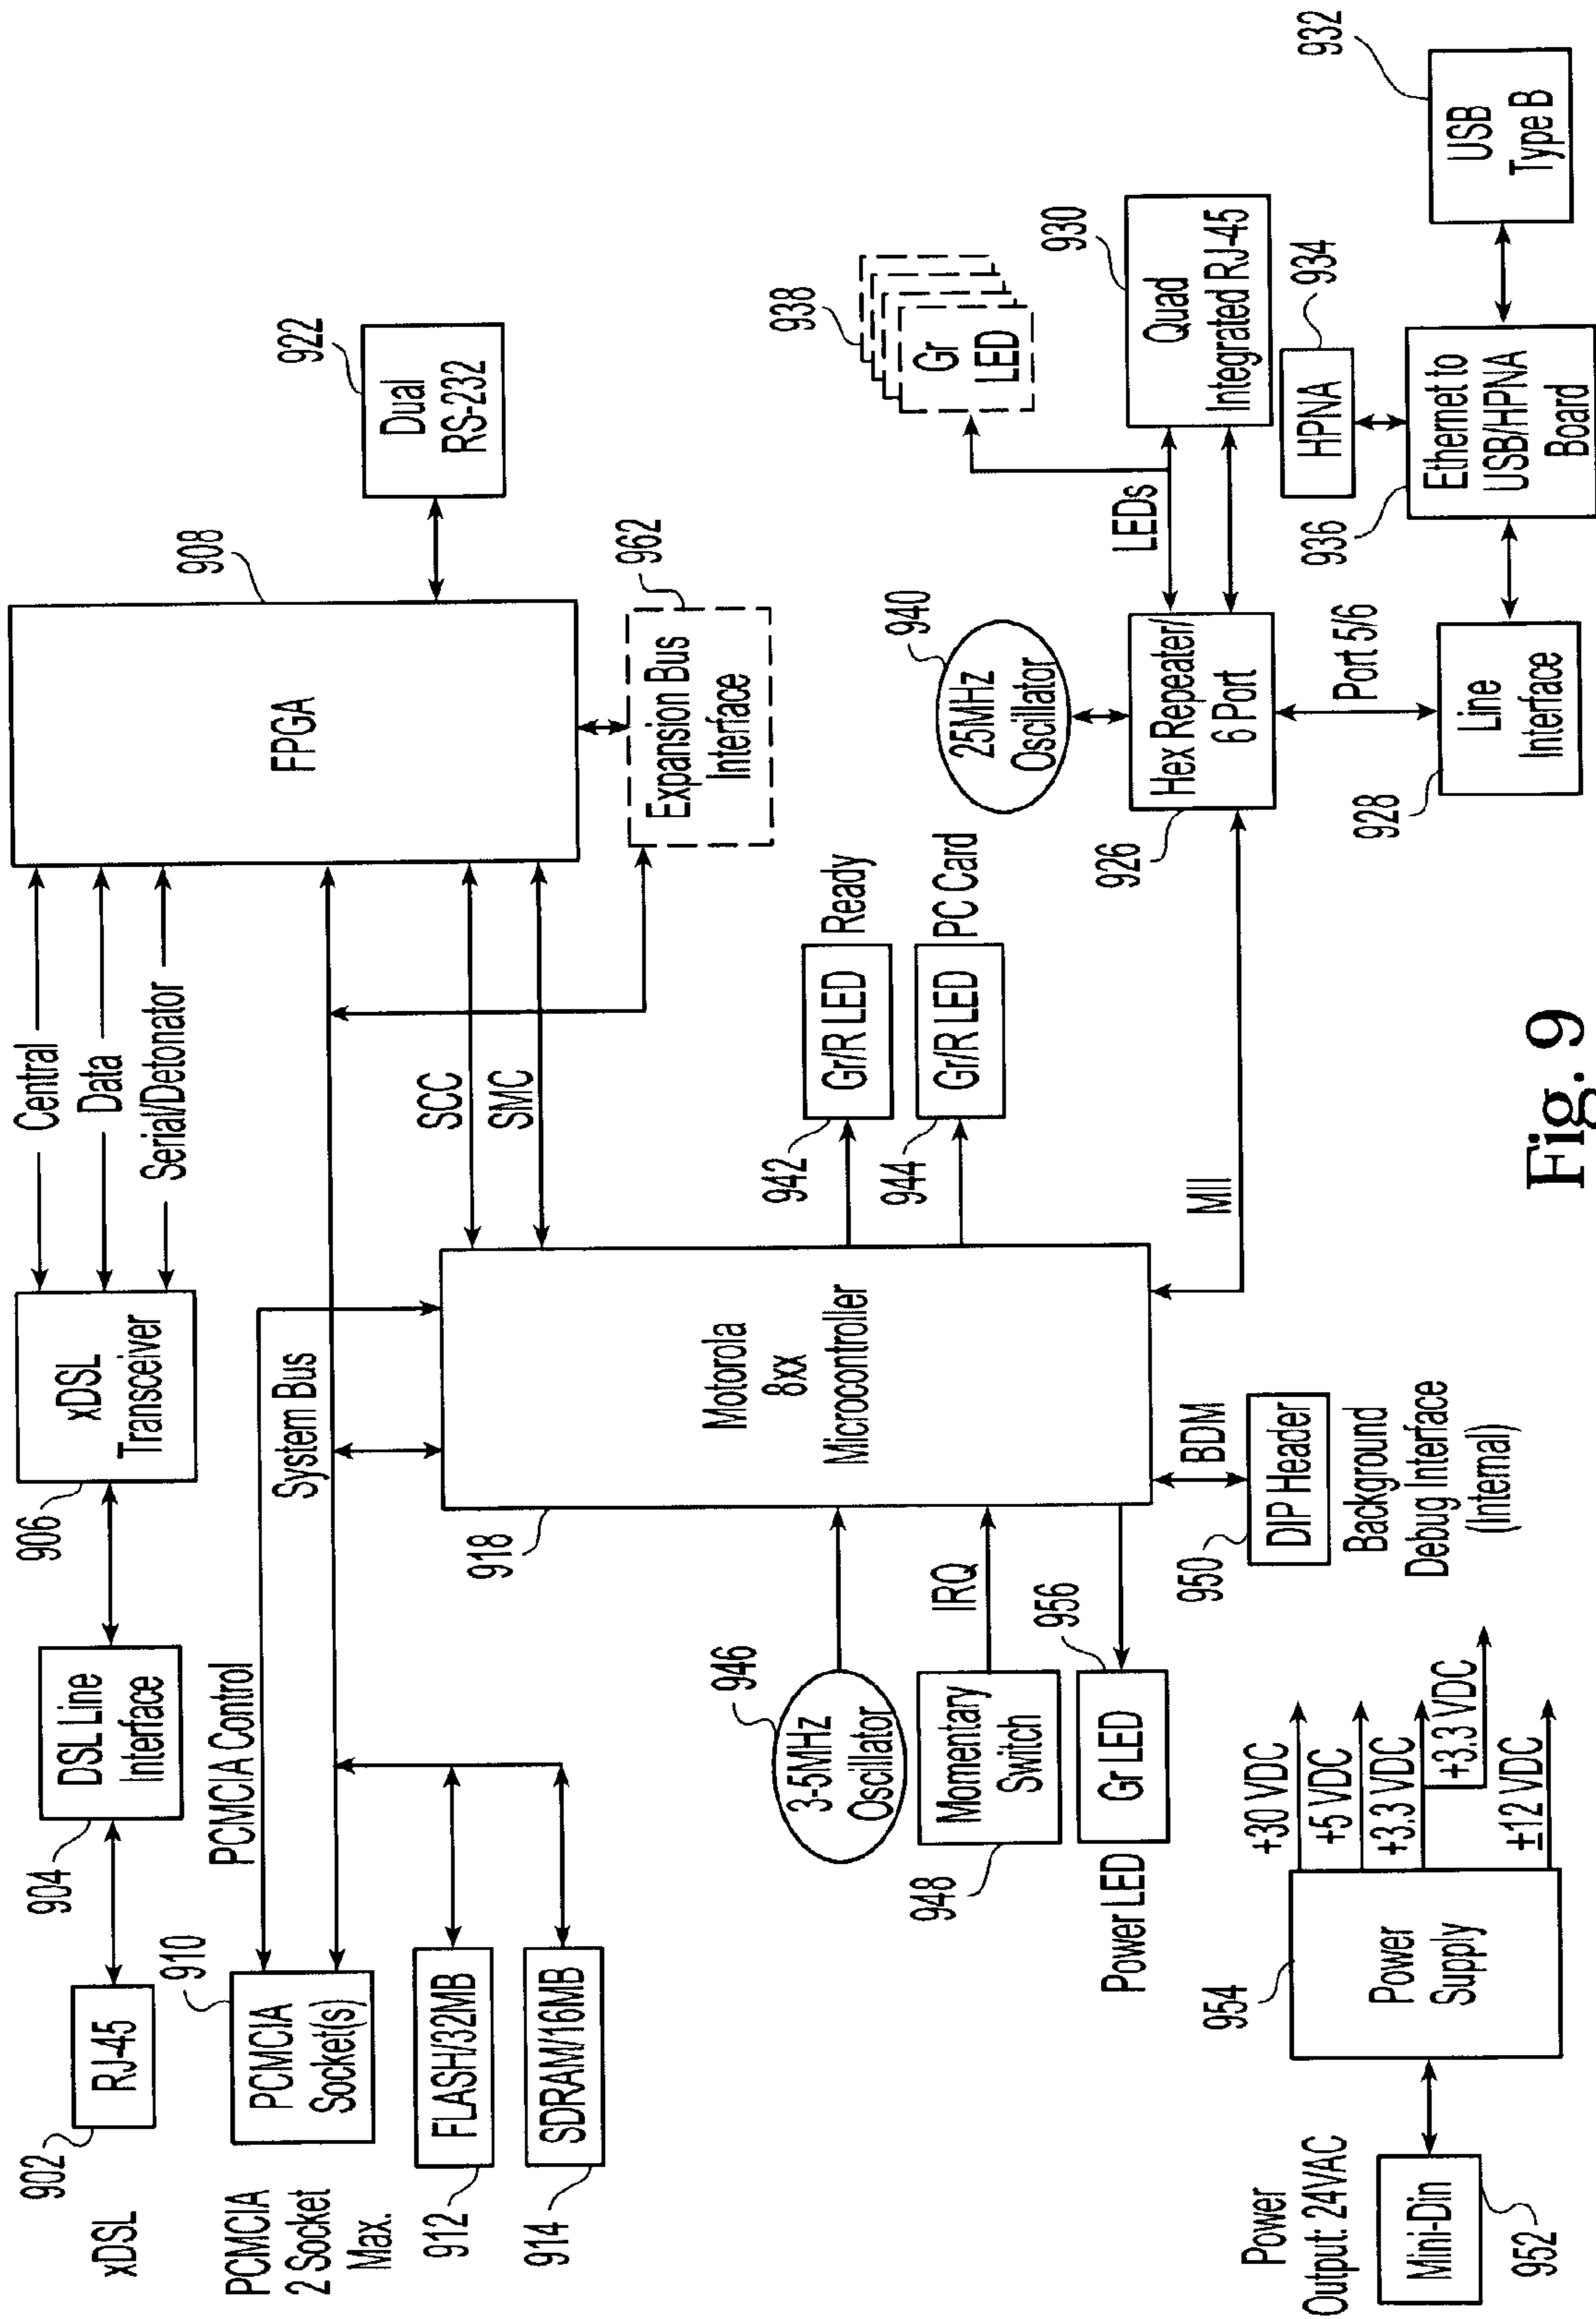 xDSL
902
RJ-45
904
DSL Line
Interface
906
xDSL
Transceiver
Central
Data
Serial/Detonator
908
FPGA
922
Dual
RS-232
PCMCIA
2 Socket
Max.
910
PCMCIA
Socket(s)
PCMCIA Control
System Bus
912
FLASH/32MB
914
SDRAM/16MB
SCC
SMC
962
Expansion Bus
Interface
918
Motorola
8xx
Microcontroller
942
Gr/R LED
Ready
944
Gr/R LED
PC Card
946
3-5MHz
Oscillator
948
Momentary
Switch
IRQ
956
Power LED
Gr LED
BDM
950
DIP Header
Background
Debug Interface
(Internal)
MII
940
25MHz
Oscillator
926
Hex Repeater/
6 Port
LEDs
938
Gr
LED
930
Quad
Integrated RJ-45
Port 5/6
928
Line
Interface
934
HPNA
936
Ethernet to
USB/HPNA
Board
932
USB
Type B
Power
Output: 24VAC
Mini-Din
952
954
Power
Supply
+30 VDC
+5 VDC
+3.3 VDC
+3.3 VDC
±12 VDC
Fig. 9